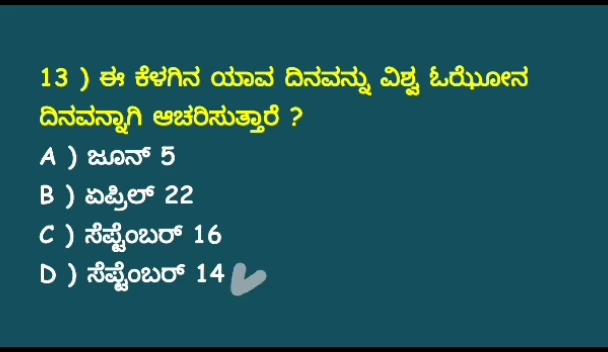 13 ) ಈ ಕೆಳಗಿನ ಯಾವ ದಿನವನ್ನು ವಿಶ್ವ ಓಝೋನ
ದಿನವನ್ನಾಗಿ ಆಚರಿಸುತ್ತಾರೆ ?
A ) ಜೂನ್ 5
B ) ಏಪ್ರಿಲ್ 22
C ) ಸೆಪ್ಟೆಂಬರ್ 16
D ) ಸೆಪ್ಟೆಂಬರ್ 14